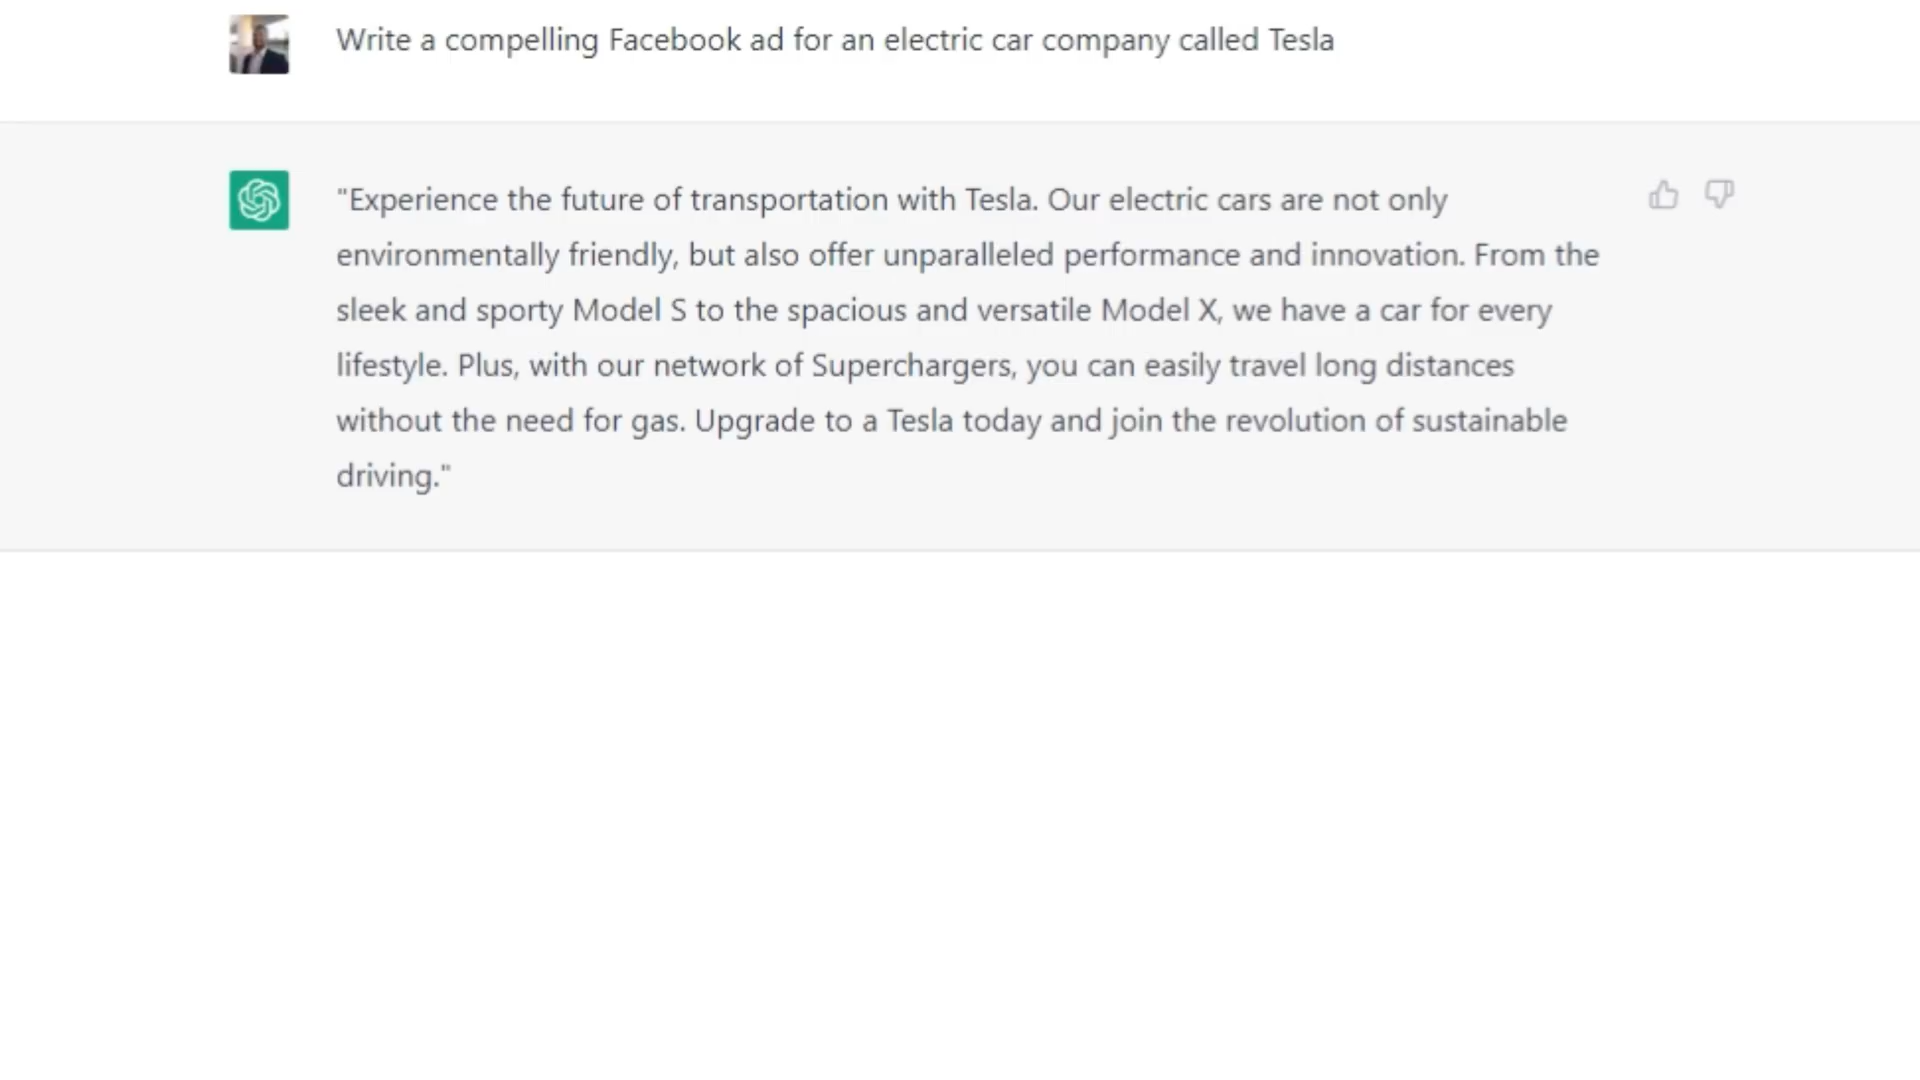 Write a compelling Facebook ad for an electric car company called Tesla
"Experience the future of transportation with Tesla. Our electric cars are not only
environmentally friendly, but also offer unparalleled performance and innovation. From the
sleek and sporty Model S to the spacious and versatile Model X, we have a car for every
lifestyle. Plus, with our network of Superchargers, you can easily travel long distances
without the need for gas. Upgrade to a Tesla today and join the revolution of sustainable
driving."